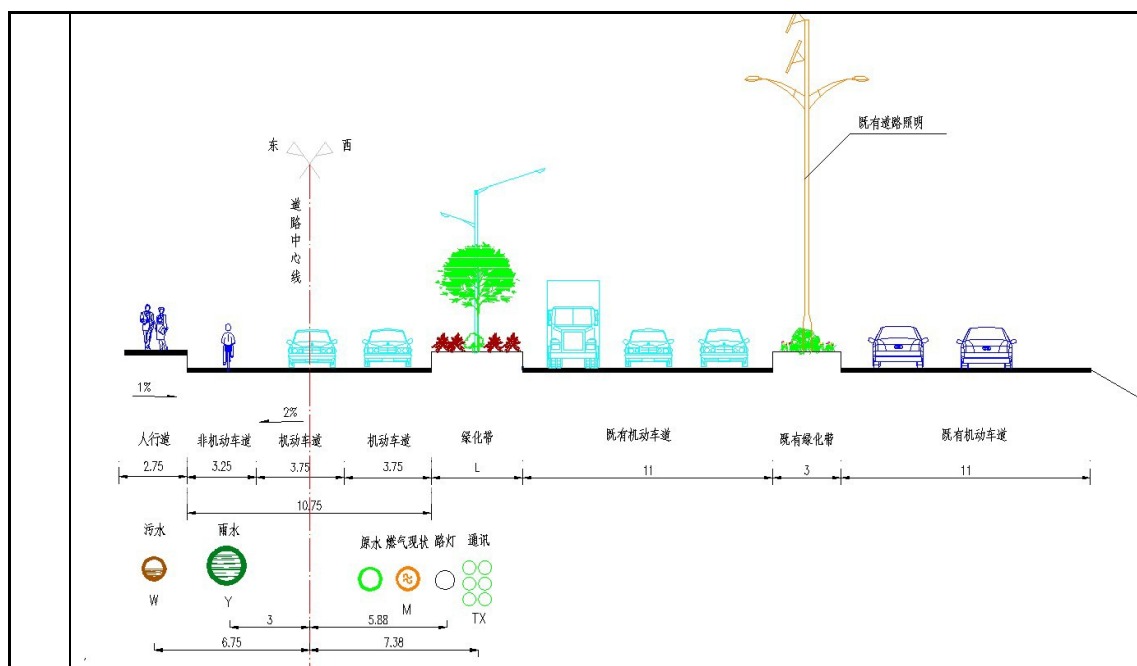 既有道路照明
东 西
道路中心线
1%
2%
人行道 非机动车道 机动车道 机动车道 绿化带 既有机动车道 既有绿化带 既有机动车道
2.75 3.25 3.75 3.75 L 11 3 11
10.75
污水 雨水 原水 燃气现状 路灯 通讯
W Y M TX
3 5.88
6.75 7.38